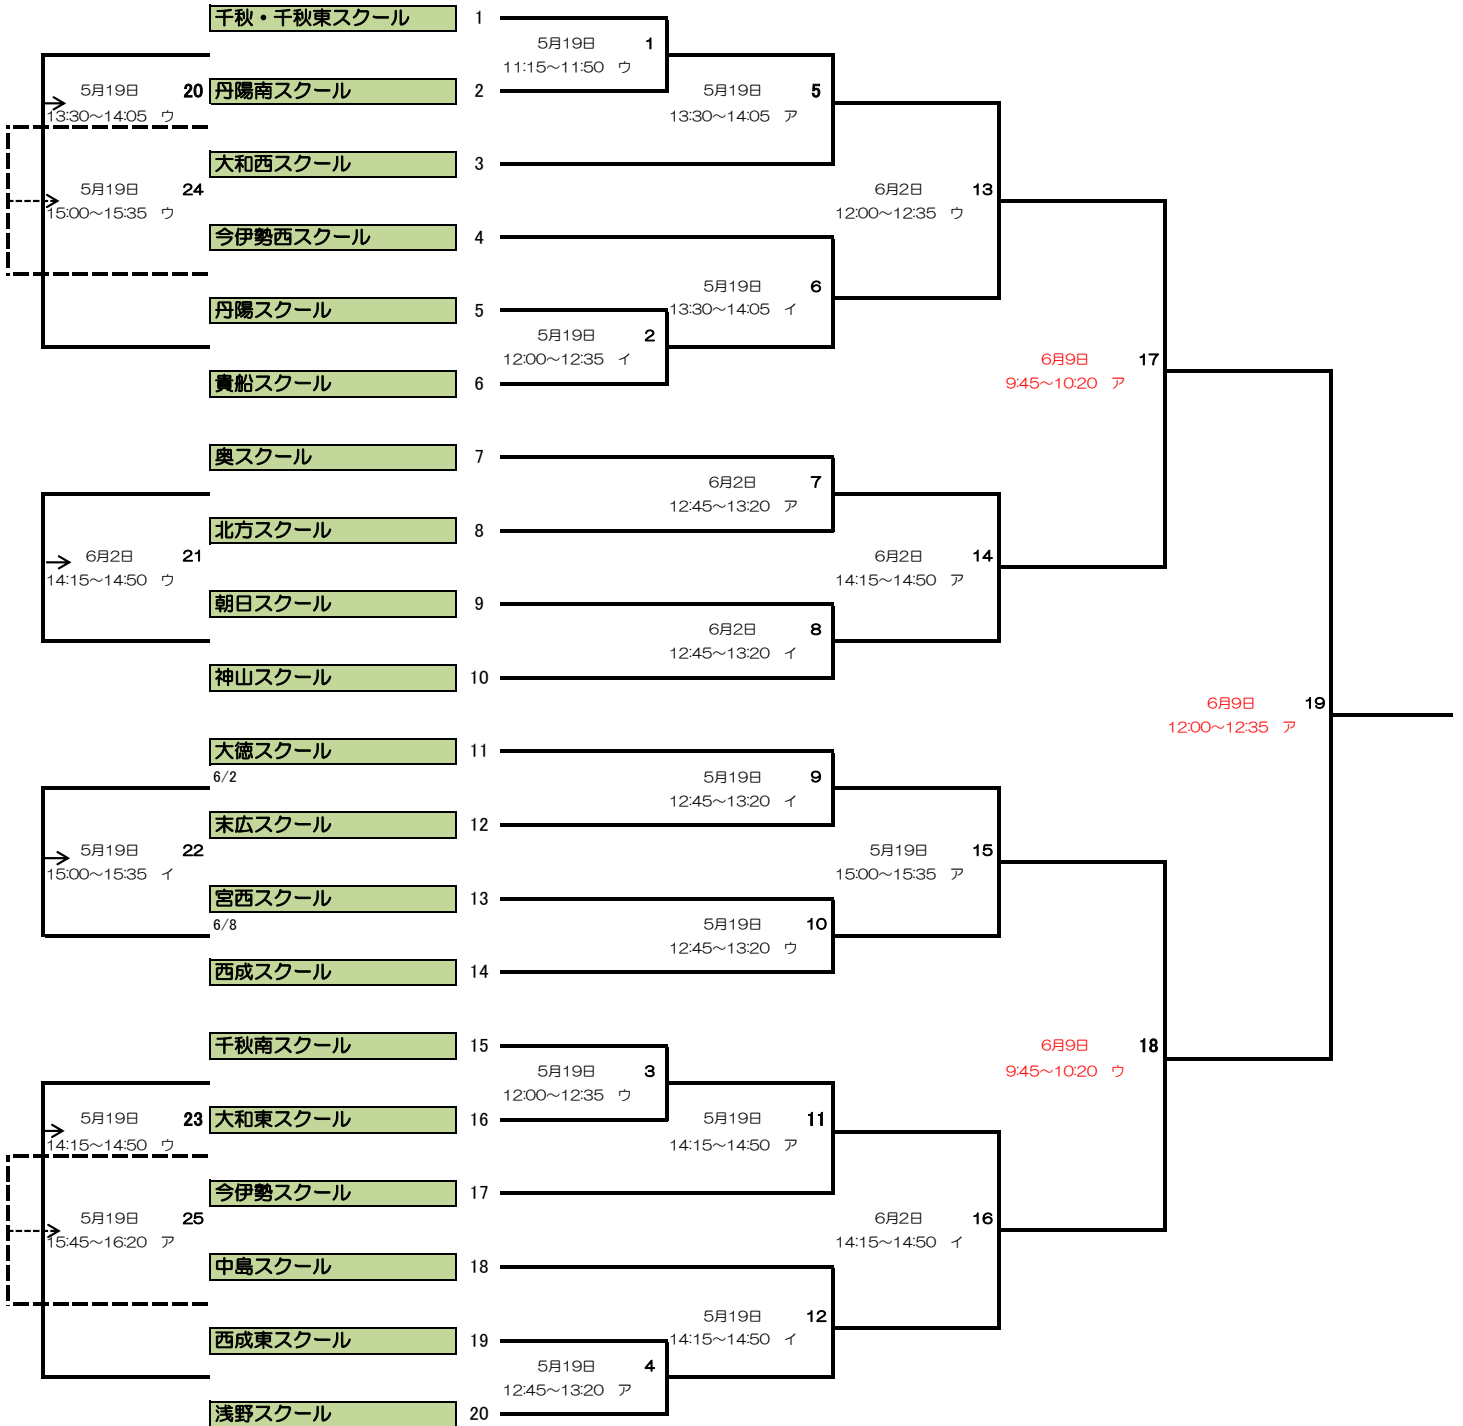 千秋・千秋東スクール 1
5月19日 1
11:15～11:50 ウ
5月19日 20 丹陽南スクール 2 5月19日 5
13:30～14:05 ウ 13:30～14:05 ア
大和西スクール 3
5月19日 24 6月2日 13
15:00～15:35 ウ 12:00～12:35 ウ
今伊勢西スクール 4
5月19日 6
丹陽スクール 5 13:30～14:05 イ
5月19日 2
12:00～12:35 イ 6月9日 17
貴船スクール 6 9:45～10:20 ア
奥スクール 7
6月2日 7
12:45～13:20 ア
北方スクール 8
6月2日 21 6月2日 14
14:15～14:50 ウ 14:15～14:50 ア
朝日スクール 9
6月2日 8
12:45～13:20 イ
神山スクール 10
6月9日 19
12:00～12:35 ア
大徳スクール 11
6/2 5月19日 9
12:45～13:20 イ
末広スクール 12
5月19日 22 5月19日 15
15:00～15:35 イ 15:00～15:35 ア
宮西スクール 13
6/8 5月19日 10
12:45～13:20 ウ
西成スクール 14
千秋南スクール 15 6月9日 18
5月19日 3 9:45～10:20 ウ
12:00～12:35 ウ
5月19日 23 大和東スクール 16 5月19日 11
14:15～14:50 ウ 14:15～14:50 ア
今伊勢スクール 17
5月19日 25 6月2日 16
15:45～16:20 ア 14:15～14:50 イ
中島スクール 18
5月19日 12
西成東スクール 19 14:15～14:50 イ
5月19日 4
12:45～13:20 ア
浅野スクール 20